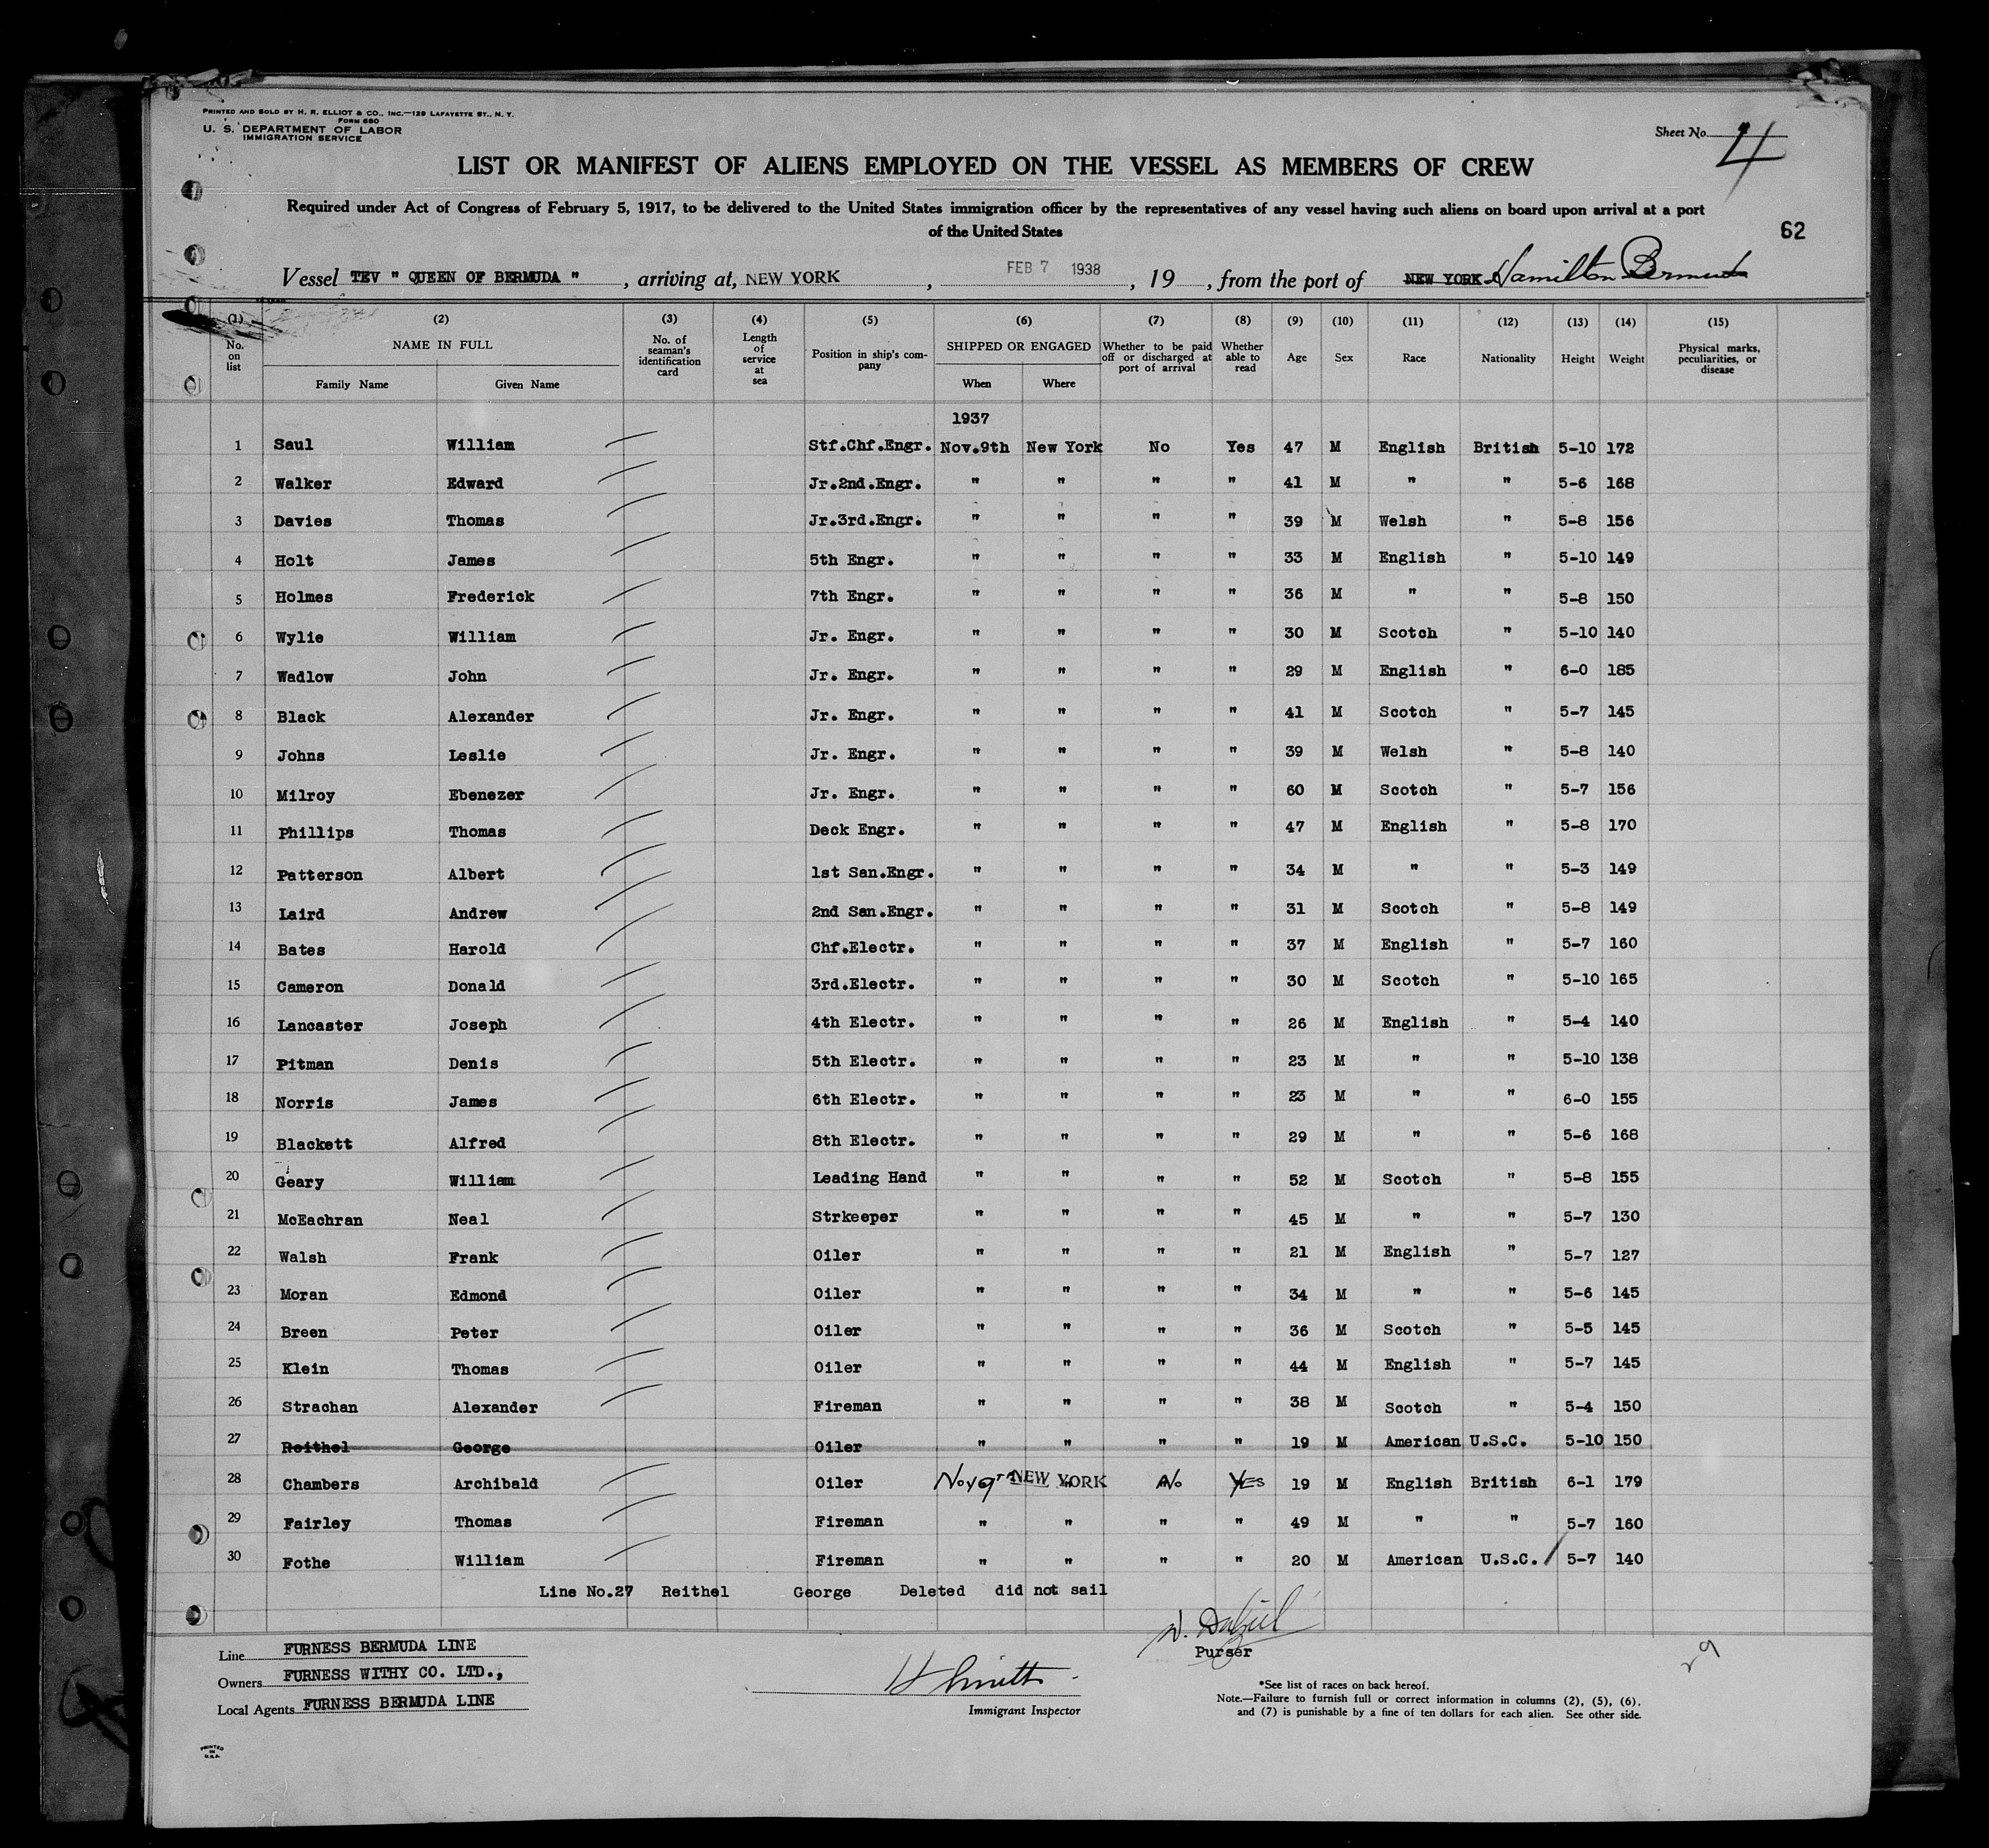 PRINTED AND SOLD BY H. R. ELLIOT & CO., INC.—129 LAFAYETTE ST., N. Y.
FORM 680
U. S. DEPARTMENT OF LABOR
IMMIGRATION SERVICE
Sheet No. 4
LIST OR MANIFEST OF ALIENS EMPLOYED ON THE VESSEL AS MEMBERS OF CREW
Required under Act of Congress of February 5, 1917, to be delivered to the United States immigration officer by the representatives of any vessel having such aliens on board upon arrival at a port
of the United States
62
Vessel TEV " QUEEN OF BERMUDA " , arriving at, NEW YORK , FEB 7 1938 , 19 , from the port of NEW YORK Hamilton Bermuda
(1) (2) (3) (4) (5) (6) (7) (8) (9) (10) (11) (12) (13) (14) (15)
No. on list NAME IN FULL Family Name Given Name No. of seaman's identification card Length of service at sea Position in ship's company SHIPPED OR ENGAGED When Where Whether to be paid off or discharged at port of arrival Whether able to read Age Sex Race Nationality Height Weight Physical marks, peculiarities, or disease
1937
1 Saul William Stf.Chf.Engr. Nov.9th New York No Yes 47 M English British 5-10 172
2 Walker Edward Jr.2nd.Engr. " " " " 41 M " " 5-6 168
3 Davies Thomas Jr.3rd.Engr. " " " " 39 M Welsh " 5-8 156
4 Holt James 5th Engr. " " " " 33 M English " 5-10 149
5 Holmes Frederick 7th Engr. " " " " 36 M " " 5-8 150
6 Wylie William Jr. Engr. " " " " 30 M Scotch " 5-10 140
7 Wadlow John Jr. Engr. " " " " 29 M English " 6-0 185
8 Black Alexander Jr. Engr. " " " " 41 M Scotch " 5-7 145
9 Johns Leslie Jr. Engr. " " " " 39 M Welsh " 5-8 140
10 Milroy Ebenezer Jr. Engr. " " " " 60 M Scotch " 5-7 156
11 Phillips Thomas Deck Engr. " " " " 47 M English " 5-8 170
12 Patterson Albert 1st San.Engr. " " " " 34 M " " 5-3 149
13 Laird Andrew 2nd San.Engr. " " " " 31 M Scotch " 5-8 149
14 Bates Harold Chf.Electr. " " " " 37 M English " 5-7 160
15 Cameron Donald 3rd.Electr. " " " " 30 M Scotch " 5-10 165
16 Lancaster Joseph 4th Electr. " " " " 26 M English " 5-4 140
17 Pitman Denis 5th Electr. " " " " 23 M " " 5-10 138
18 Norris James 6th Electr. " " " " 23 M " " 6-0 155
19 Blackett Alfred 8th Electr. " " " " 29 M " " 5-6 168
20 Geary William Leading Hand " " " " 52 M Scotch " 5-8 155
21 McEachran Neal Strkeeper " " " " 45 M " " 5-7 130
22 Walsh Frank Oiler " " " " 21 M English " 5-7 127
23 Moran Edmond Oiler " " " " 34 M " " 5-6 145
24 Breen Peter Oiler " " " " 36 M Scotch " 5-5 145
25 Klein Thomas Oiler " " " " 44 M English " 5-7 145
26 Strachan Alexander Fireman " " " " 38 M Scotch " 5-4 150
27 Reithel George Oiler " " " " 19 M American U.S.C. 5-10 150
28 Chambers Archibald Oiler Nov 9th NEW YORK No YES 19 M English British 6-1 179
29 Fairley Thomas Fireman " " " " 49 M " " 5-7 160
30 Fothe William Fireman " " " " 20 M American U.S.C. 5-7 140
Line No.27 Reithel George Deleted did not sail
Purser
Line FURNESS BERMUDA LINE
Owners FURNESS WITHY CO. LTD.,
Local Agents FURNESS BERMUDA LINE
H Smith
Immigrant Inspector
*See list of races on back hereof.
Note.—Failure to furnish full or correct information in columns (2), (5), (6),
and (7) is punishable by a fine of ten dollars for each alien. See other side.
29
PRINTED IN U.S.A.